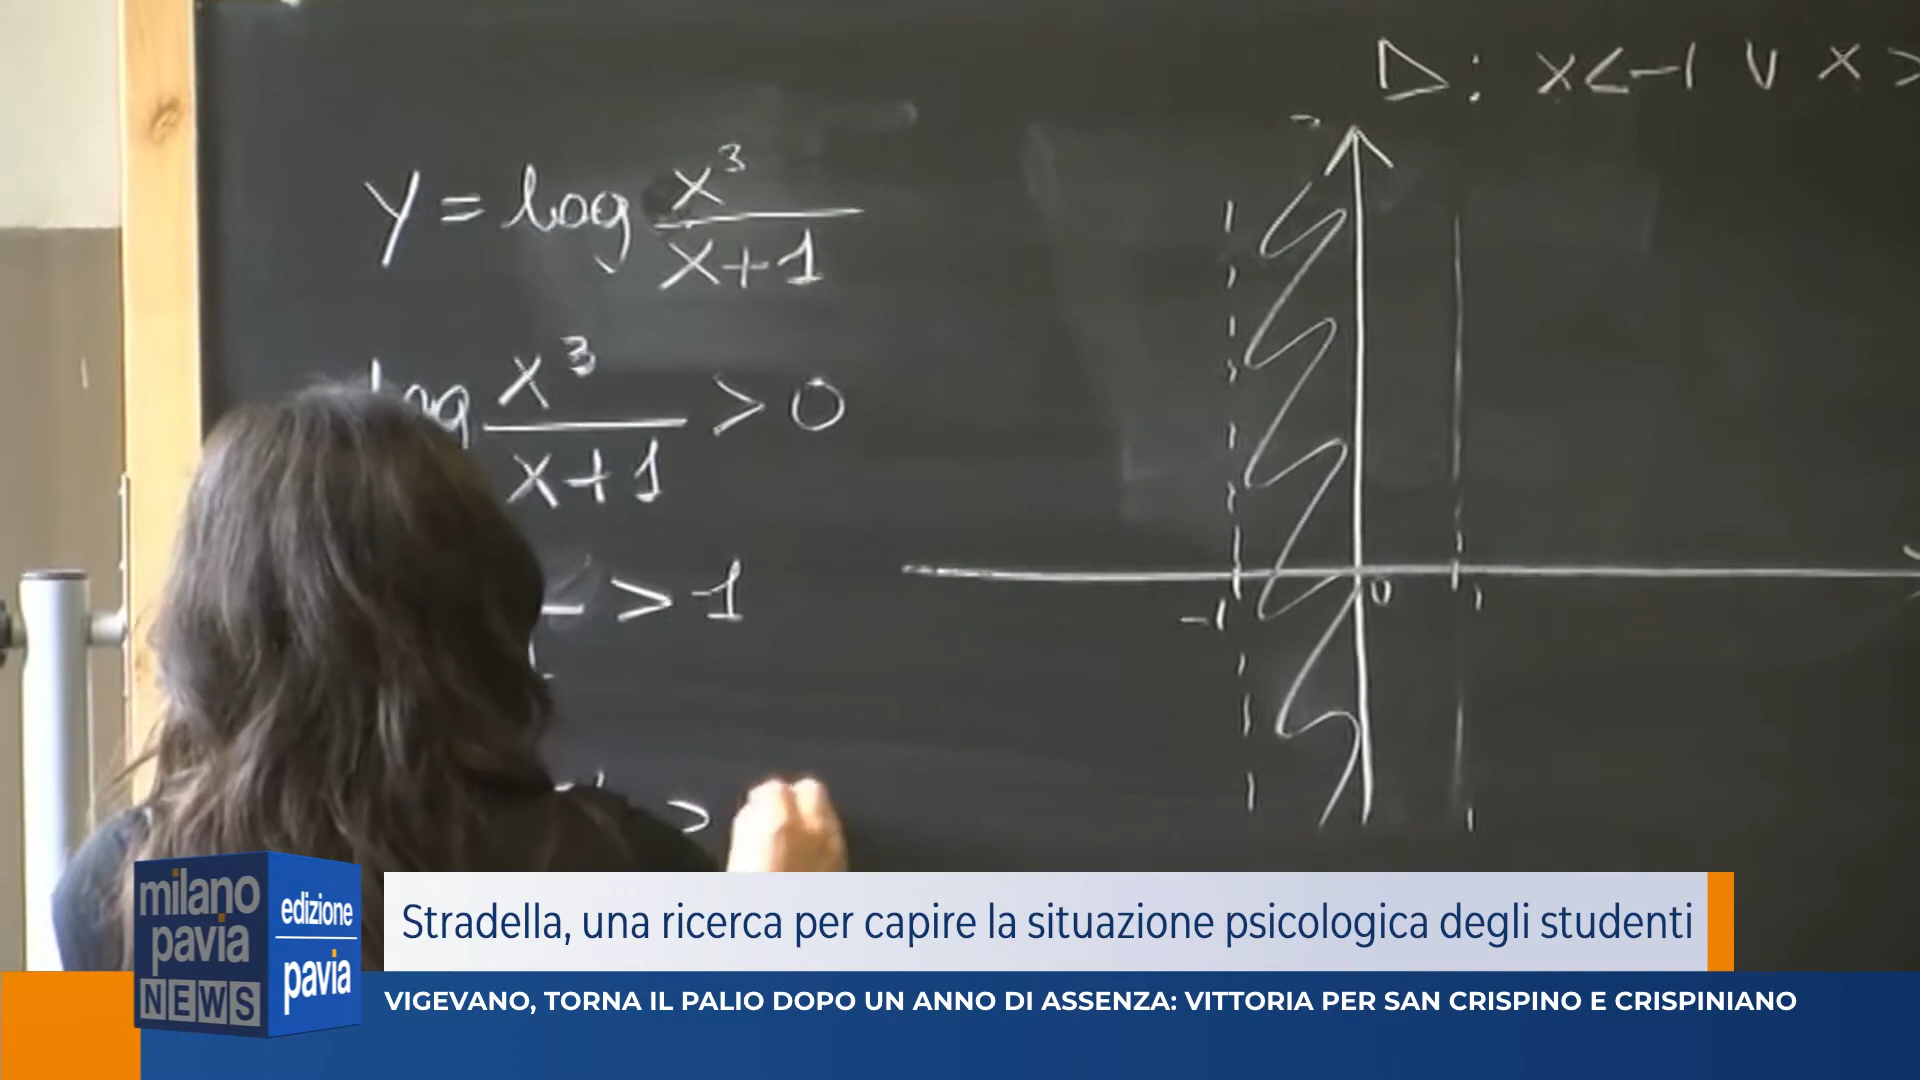 D: x<-1 ∨ x >
y = log x³/x+1
log x³/x+1 > 0
> 1
>
-1 0 1
milano
pavia
NEWS
edizione
pavia
Stradella, una ricerca per capire la situazione psicologica degli studenti
VIGEVANO, TORNA IL PALIO DOPO UN ANNO DI ASSENZA: VITTORIA PER SAN CRISPINO E CRISPINIANO